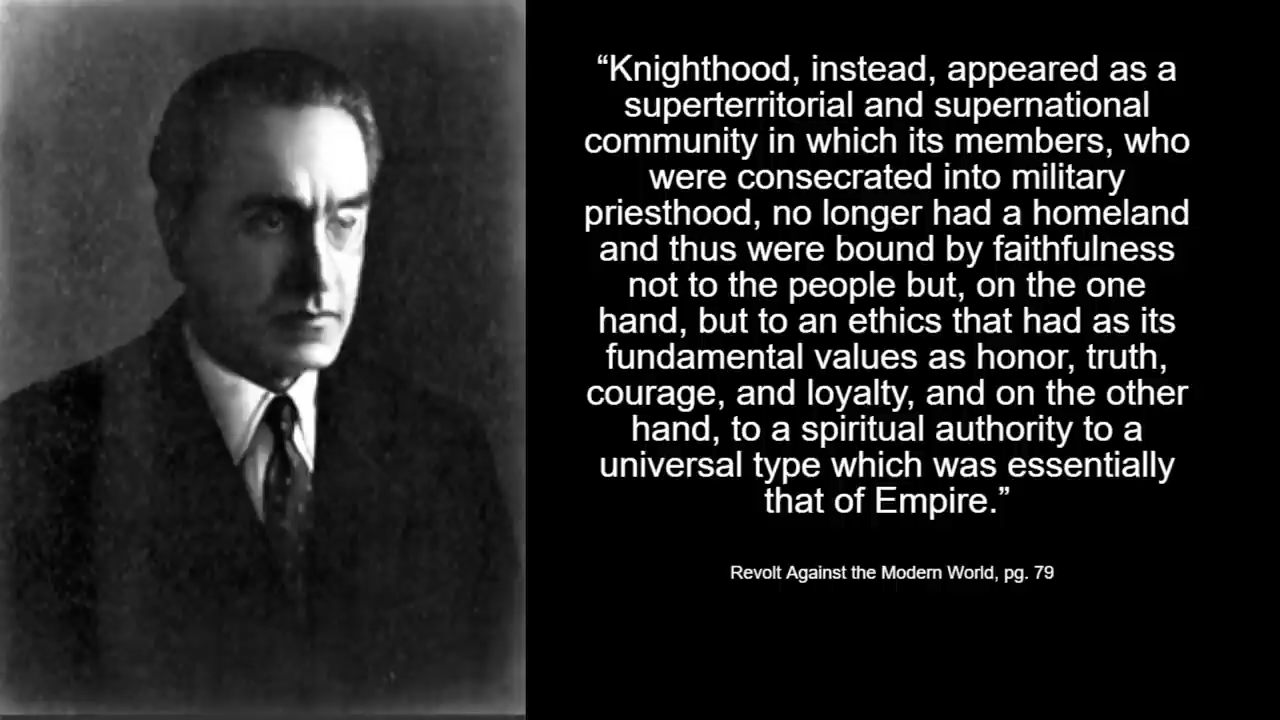 “Knighthood, instead, appeared as a
superterritorial and supernational
community in which its members, who
were consecrated into military
priesthood, no longer had a homeland
and thus were bound by faithfulness
not to the people but, on the one
hand, but to an ethics that had as its
fundamental values as honor, truth,
courage, and loyalty, and on the other
hand, to a spiritual authority to a
universal type which was essentially
that of Empire.”
Revolt Against the Modern World, pg. 79